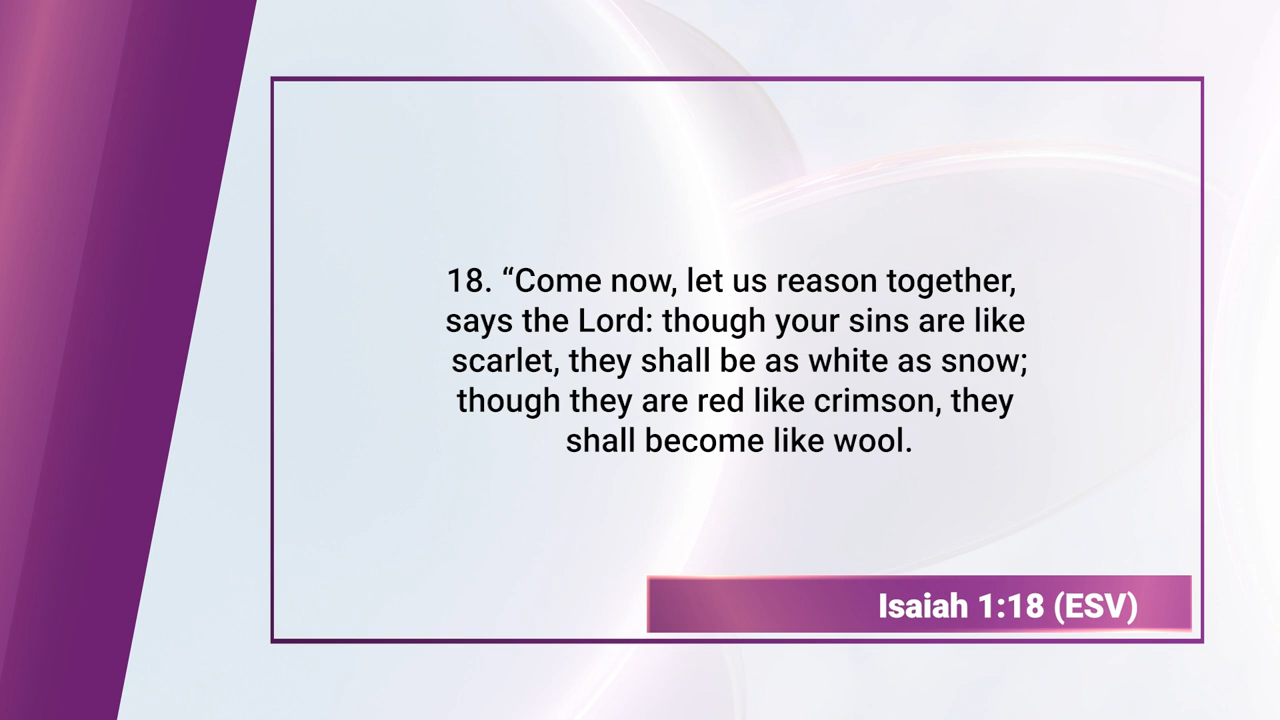 18. “Come now, let us reason together,
says the Lord: though your sins are like
scarlet, they shall be as white as snow;
though they are red like crimson, they
shall become like wool.
Isaiah 1:18 (ESV)